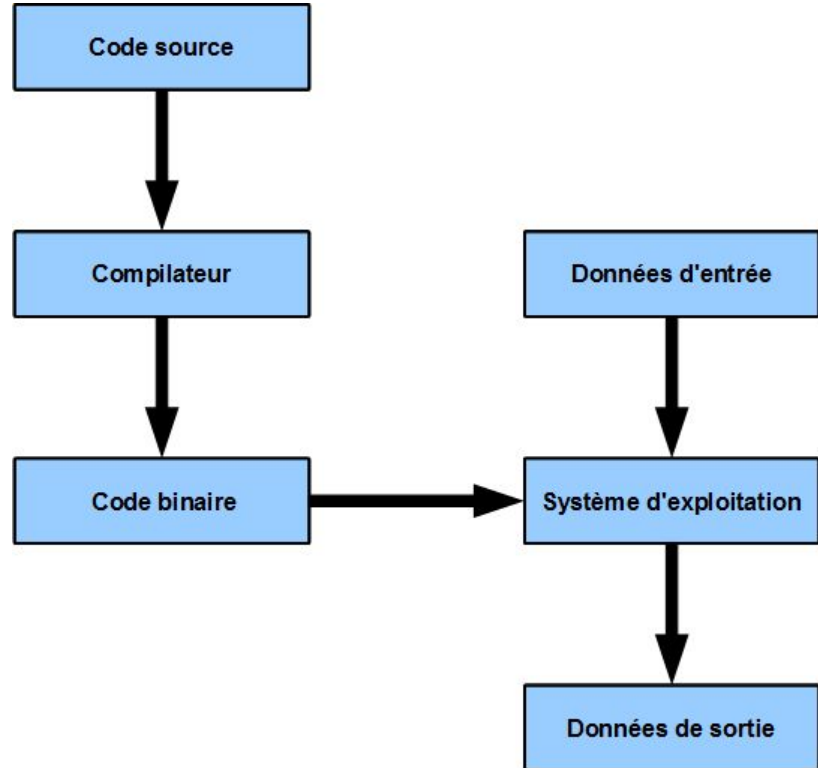 Code source
Compilateur
Données d'entrée
Code binaire
Système d'exploitation
Données de sortie